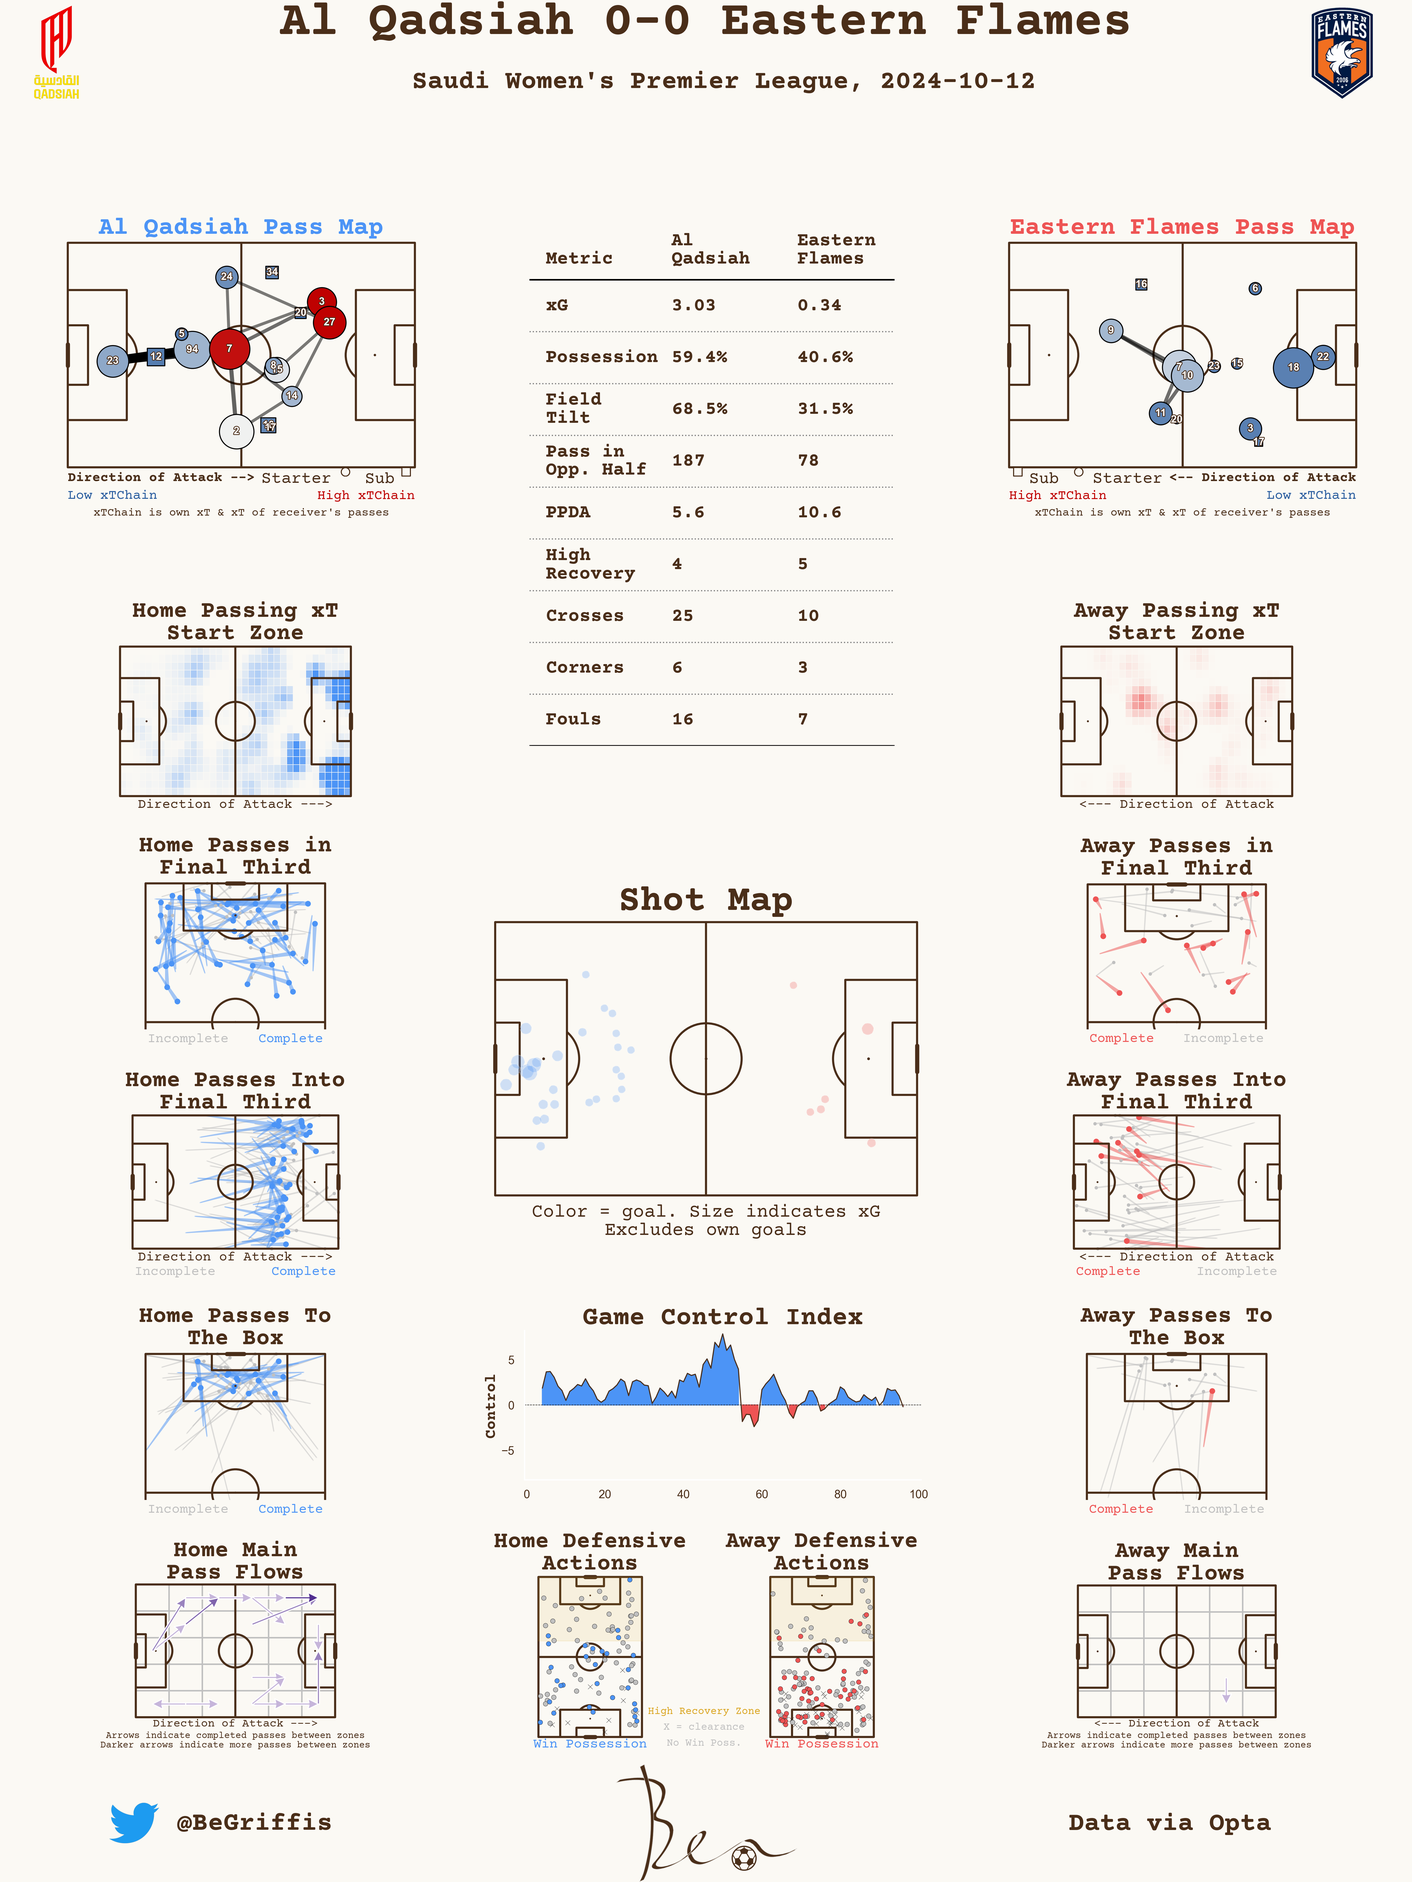 Al Qadsiah 0-0 Eastern Flames
Saudi Women's Premier League, 2024-10-12
القادسية
QADSIAH
EASTERN
FLAMES
2006
Al Qadsiah Pass Map
24
34
3
20
27
5
94
7
23
12
8
15
14
2
17
Direction of Attack --> Starter Sub
Low xTChain High xTChain
xTChain is own xT & xT of receiver's passes
Metric Al Qadsiah Eastern Flames
xG 3.03 0.34
Possession 59.4% 40.6%
Field Tilt 68.5% 31.5%
Pass in Opp. Half 187 78
PPDA 5.6 10.6
High Recovery 4 5
Crosses 25 10
Corners 6 3
Fouls 16 7
Eastern Flames Pass Map
16
6
9
7
10
23
15
18
22
11
20
3
17
Sub Starter <-- Direction of Attack
High xTChain Low xTChain
xTChain is own xT & xT of receiver's passes
Home Passing xT
Start Zone
Direction of Attack --->
Away Passing xT
Start Zone
<--- Direction of Attack
Home Passes in
Final Third
Incomplete Complete
Away Passes in
Final Third
Complete Incomplete
Shot Map
Color = goal. Size indicates xG
Excludes own goals
Home Passes Into
Final Third
Direction of Attack --->
Incomplete Complete
Away Passes Into
Final Third
<--- Direction of Attack
Complete Incomplete
Home Passes To
The Box
Incomplete Complete
Game Control Index
Control
5
0
−5
0 20 40 60 80 100
Away Passes To
The Box
Complete Incomplete
Home Main
Pass Flows
Direction of Attack --->
Arrows indicate completed passes between zones
Darker arrows indicate more passes between zones
Home Defensive
Actions
Win Possession
High Recovery Zone
X = clearance
No Win Poss.
Away Defensive
Actions
Win Possession
Away Main
Pass Flows
<--- Direction of Attack
Arrows indicate completed passes between zones
Darker arrows indicate more passes between zones
@BeGriffis
Ben
Data via Opta